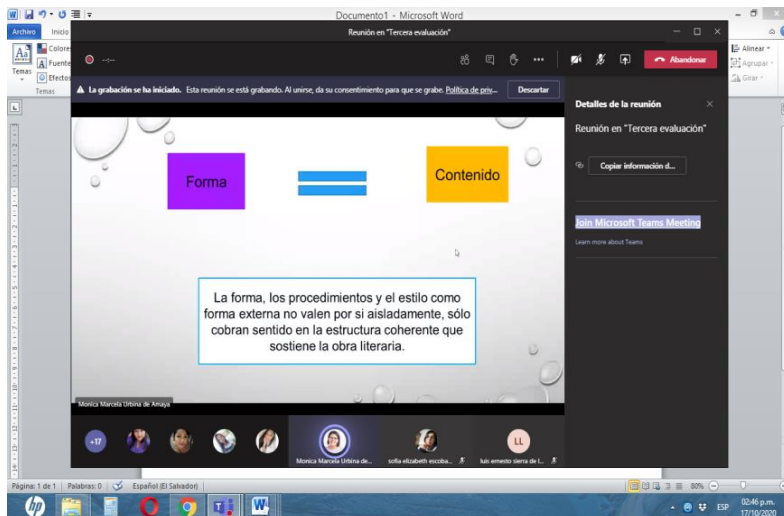 Documento1 - Microsoft Word
Archivo
Inicio
Reunión en "Tercera evaluación"
Aa
Temas
Colores
Fuente
Efectos
Temas
Alinear
Agrupar
Girar
--:--
Abandonar
La grabación se ha iniciado. Esta reunión se está grabando. Al unirse, da su consentimiento para que se grabe. Política de priv...
Descartar
Detalles de la reunión
Reunión en "Tercera evaluación"
Copiar información d...
Join Microsoft Teams Meeting
Learn more about Teams
Forma
Contenido
La forma, los procedimientos y el estilo como
forma externa no valen por si aisladamente, sólo
cobran sentido en la estructura coherente que
sostiene la obra literaria.
Monica Marcela Urbina de Amaya
+17
LL
Monica Marcela Urbina de...
sofia elizabeth escoba...
luis ernesto sierra de l...
Página: 1 de 1
Palabras: 0
Español (El Salvador)
80%
ESP
02:46 p.m.
17/10/2020